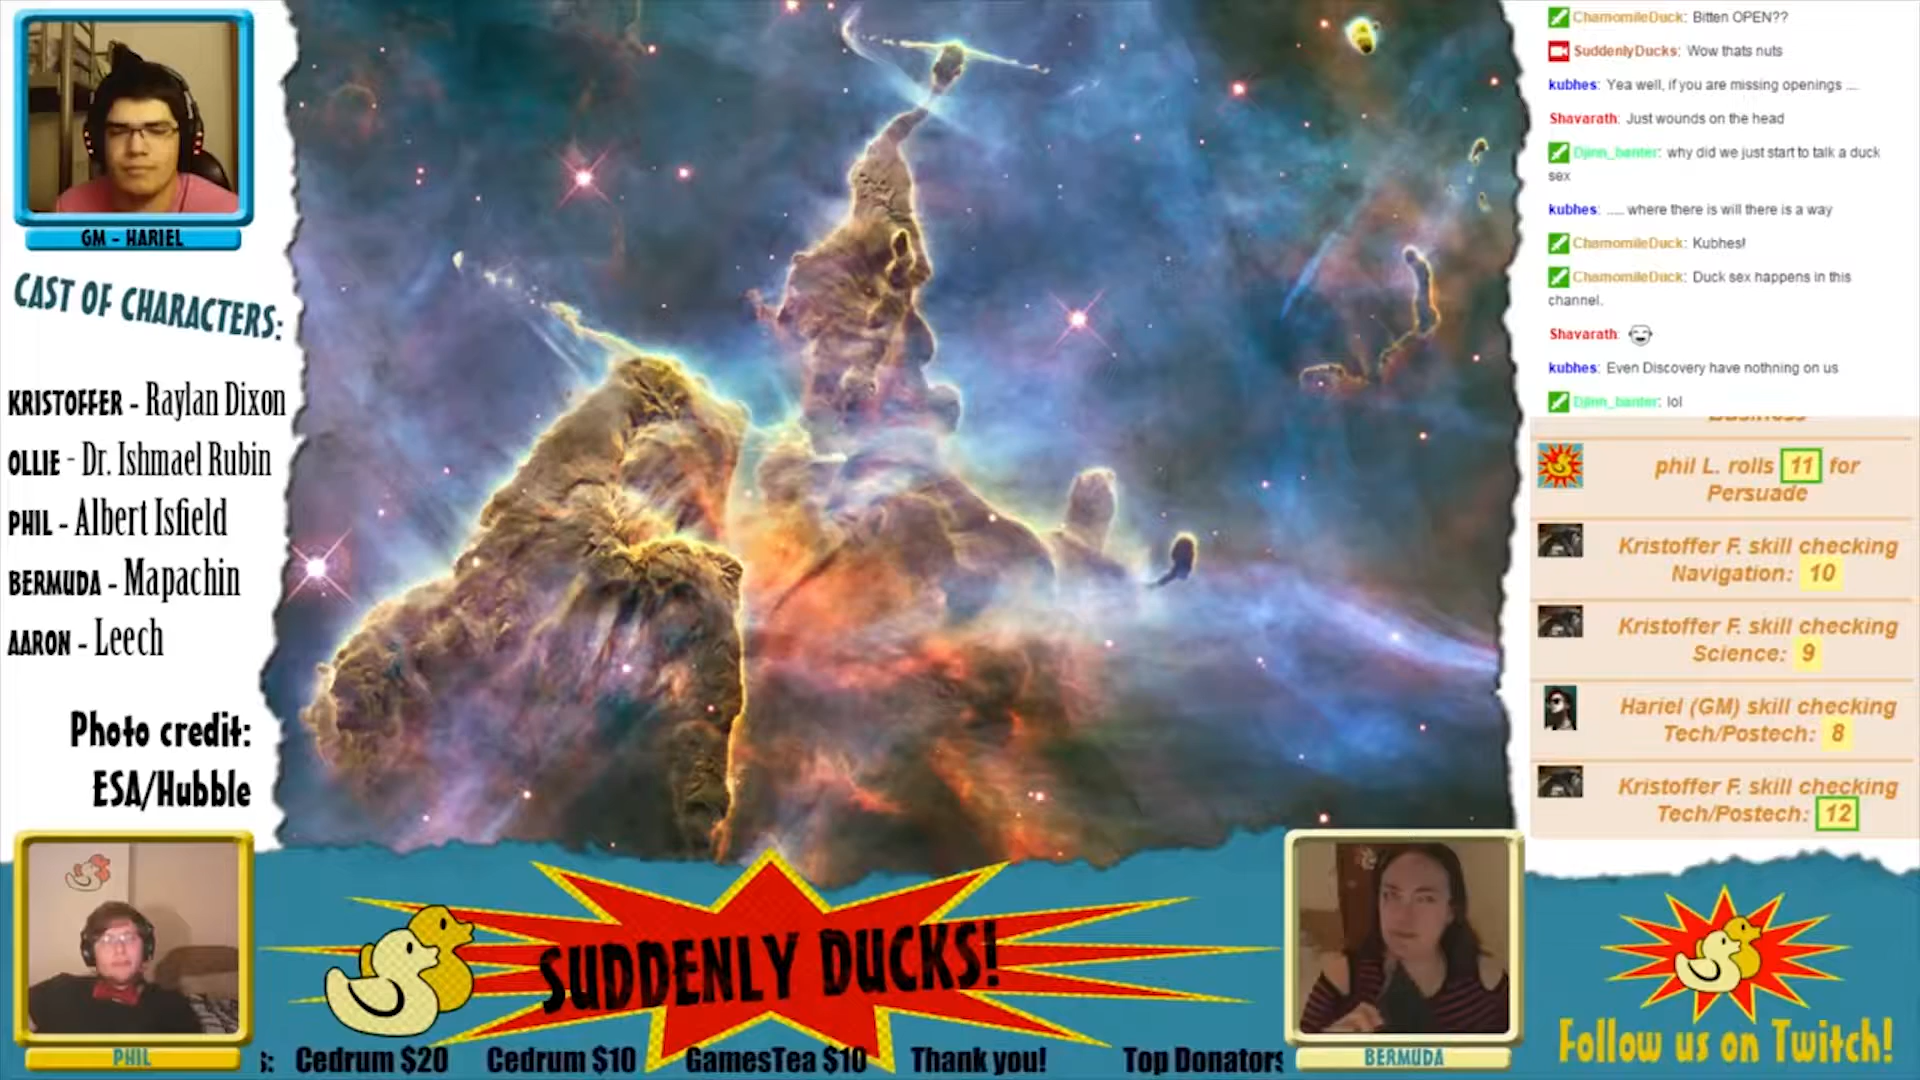 GM - HARIEL
CAST OF CHARACTERS:
KRISTOFFER - Raylan Dixon
OLLIE - Dr. Ishmael Rubin
PHIL - Albert Isfield
BERMUDA - Mapachin
AARON - Leech
Photo credit:
ESA/Hubble
PHIL
SUDDENLY DUCKS!
s: Cedrum $20 Cedrum $10 GamesTea $10 Thank you! Top Donators
BERMUDA
ChamomileDuck: Bitten OPEN??
SuddenlyDucks: Wow thats nuts
kubhes: Yea well, if you are missing openings ....
Shavarath: Just wounds on the head
Djinn_banter: why did we just start to talk a duck
sex
kubhes: ..... where there is will there is a way
ChamomileDuck: Kubhes!
ChamomileDuck: Duck sex happens in this
channel.
Shavarath:
kubhes: Even Discovery have nothning on us
Djinn_banter: lol
Business
phil L. rolls 11 for
Persuade
Kristoffer F. skill checking
Navigation: 10
Kristoffer F. skill checking
Science: 9
Hariel (GM) skill checking
Tech/Postech: 8
Kristoffer F. skill checking
Tech/Postech: 12
Follow us on Twitch!